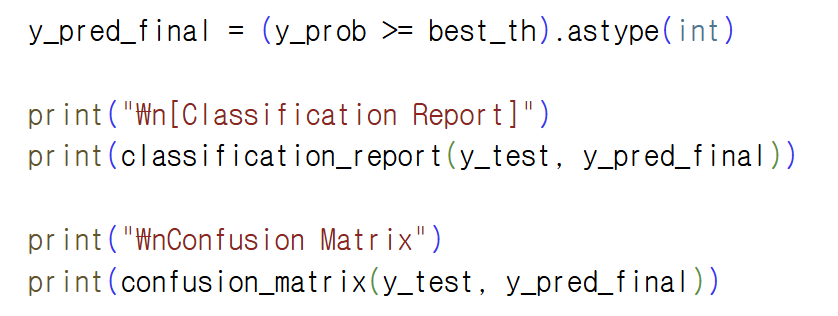 y_pred_final = (y_prob >= best_th).astype(int)
print("₩n[Classification Report]")
print(classification_report(y_test, y_pred_final))
print("₩nConfusion Matrix")
print(confusion_matrix(y_test, y_pred_final))